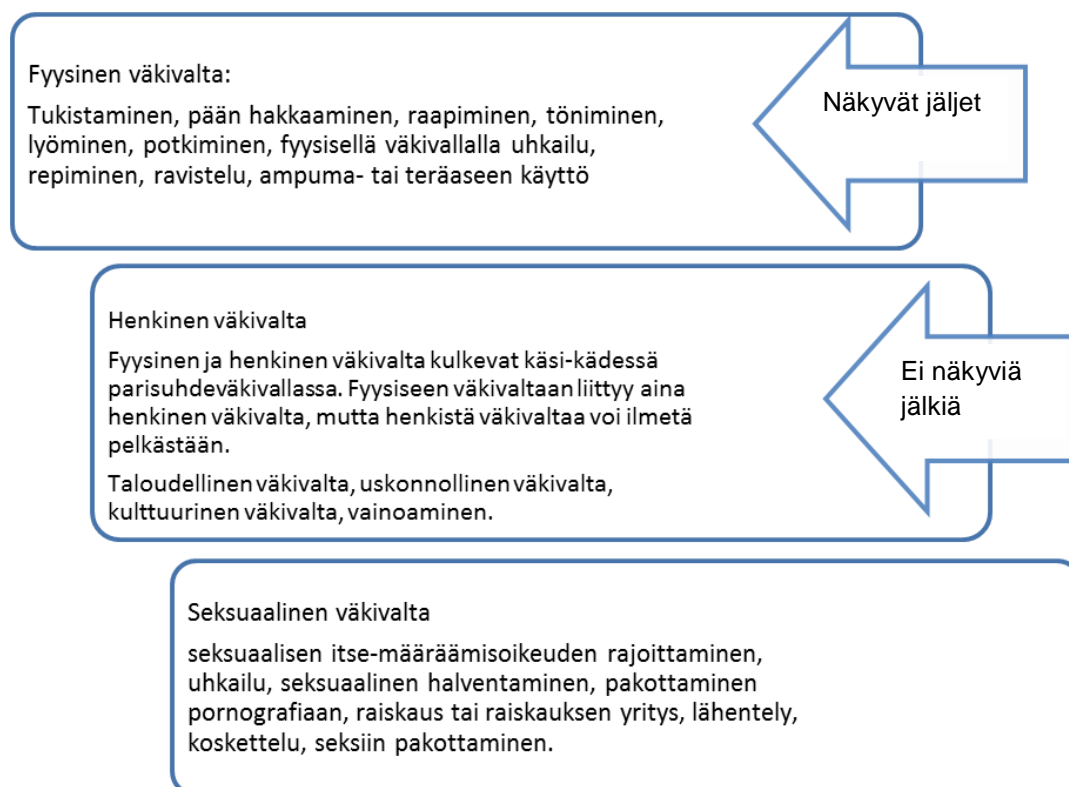 Fyysinen väkivalta:
Tukistaminen, pään hakkaaminen, raapiminen, töniminen,
lyöminen, potkiminen, fyysisellä väkivallalla uhkailu,
repiminen, ravistelu, ampuma- tai teräaseen käyttö
Näkyvät jäljet
Henkinen väkivalta
Fyysinen ja henkinen väkivalta kulkevat käsi-kädessä
parisuhdeväkivallassa. Fyysiseen väkivaltaan liittyy aina
henkinen väkivalta, mutta henkistä väkivaltaa voi ilmetä
pelkästään.
Taloudellinen väkivalta, uskonnollinen väkivalta,
kulttuurinen väkivalta, vainoaminen.
Ei näkyviä
jälkiä
Seksuaalinen väkivalta
seksuaalisen itse-määräämisoikeuden rajoittaminen,
uhkailu, seksuaalinen halventaminen, pakottaminen
pornografiaan, raiskaus tai raiskauksen yritys, lähentely,
koskettelu, seksiin pakottaminen.